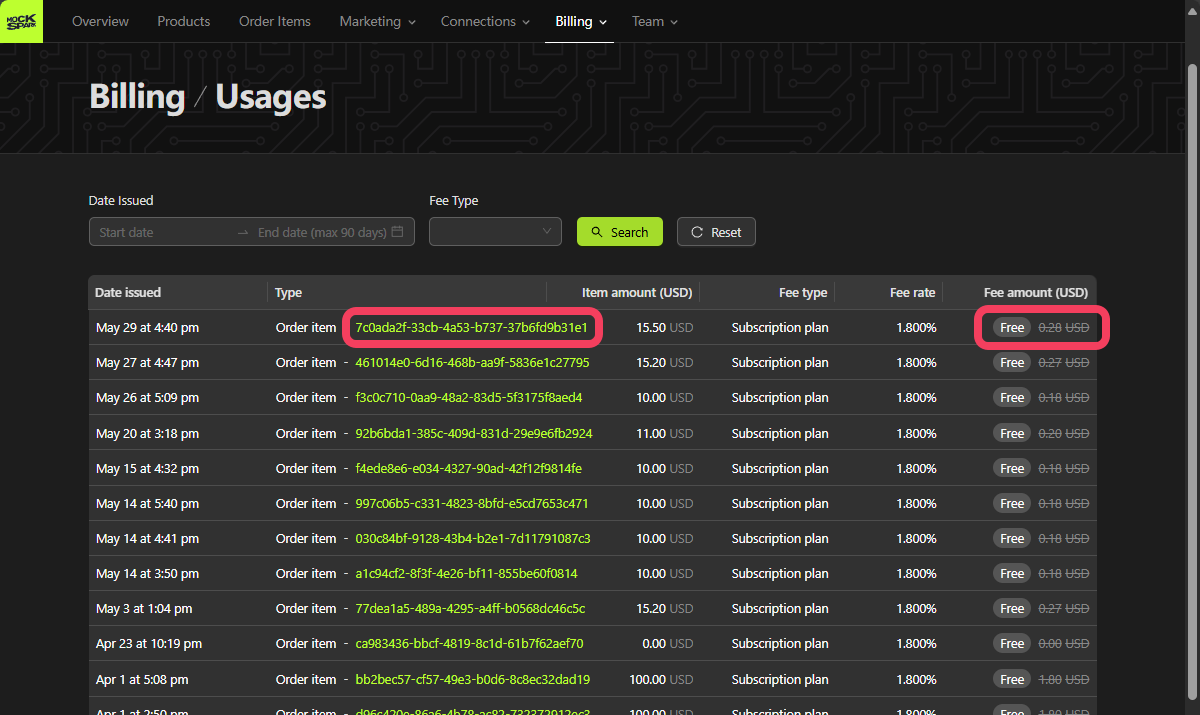 MOCK SPARK Overview Products Order Items Marketing Connections Billing Team
Billing / Usages
Date Issued Fee Type
Start date → End date (max 90 days) Search Reset
Date issued Type Item amount (USD) Fee type Fee rate Fee amount (USD)
May 29 at 4:40 pm Order item 7c0ada2f-33cb-4a53-b737-37b6fd9b31e1 15.50 USD Subscription plan 1.800% Free 0.28 USD
May 27 at 4:47 pm Order item - 461014e0-6d16-468b-aa9f-5836e1c27795 15.20 USD Subscription plan 1.800% Free 0.27 USD
May 26 at 5:09 pm Order item - f3c0c710-0aa9-48a2-83d5-5f3175f8aed4 10.00 USD Subscription plan 1.800% Free 0.18 USD
May 20 at 3:18 pm Order item - 92b6bda1-385c-409d-831d-29e9e6fb2924 11.00 USD Subscription plan 1.800% Free 0.20 USD
May 15 at 4:32 pm Order item - f4ede8e6-e034-4327-90ad-42f12f9814fe 10.00 USD Subscription plan 1.800% Free 0.18 USD
May 14 at 5:40 pm Order item - 997c06b5-c331-4823-8bfd-e5cd7653c471 10.00 USD Subscription plan 1.800% Free 0.18 USD
May 14 at 4:41 pm Order item - 030c84bf-9128-43b4-b2e1-7d11791087c3 10.00 USD Subscription plan 1.800% Free 0.18 USD
May 14 at 3:50 pm Order item - a1c94cf2-8f3f-4e26-bf11-855be60f0814 10.00 USD Subscription plan 1.800% Free 0.18 USD
May 3 at 1:04 pm Order item - 77dea1a5-489a-4295-a4ff-b0568dc46c5c 15.20 USD Subscription plan 1.800% Free 0.27 USD
Apr 23 at 10:19 pm Order item - ca983436-bbcf-4819-8c1d-61b7f62aef70 0.00 USD Subscription plan 1.800% Free 0.00 USD
Apr 1 at 5:08 pm Order item - bb2bec57-cf57-49e3-b0d6-8c8ec32dad19 100.00 USD Subscription plan 1.800% Free 1.80 USD
Apr 1 at 2:50 pm Order item - 100.00 USD Subscription plan 1.800% Free 1.80 USD